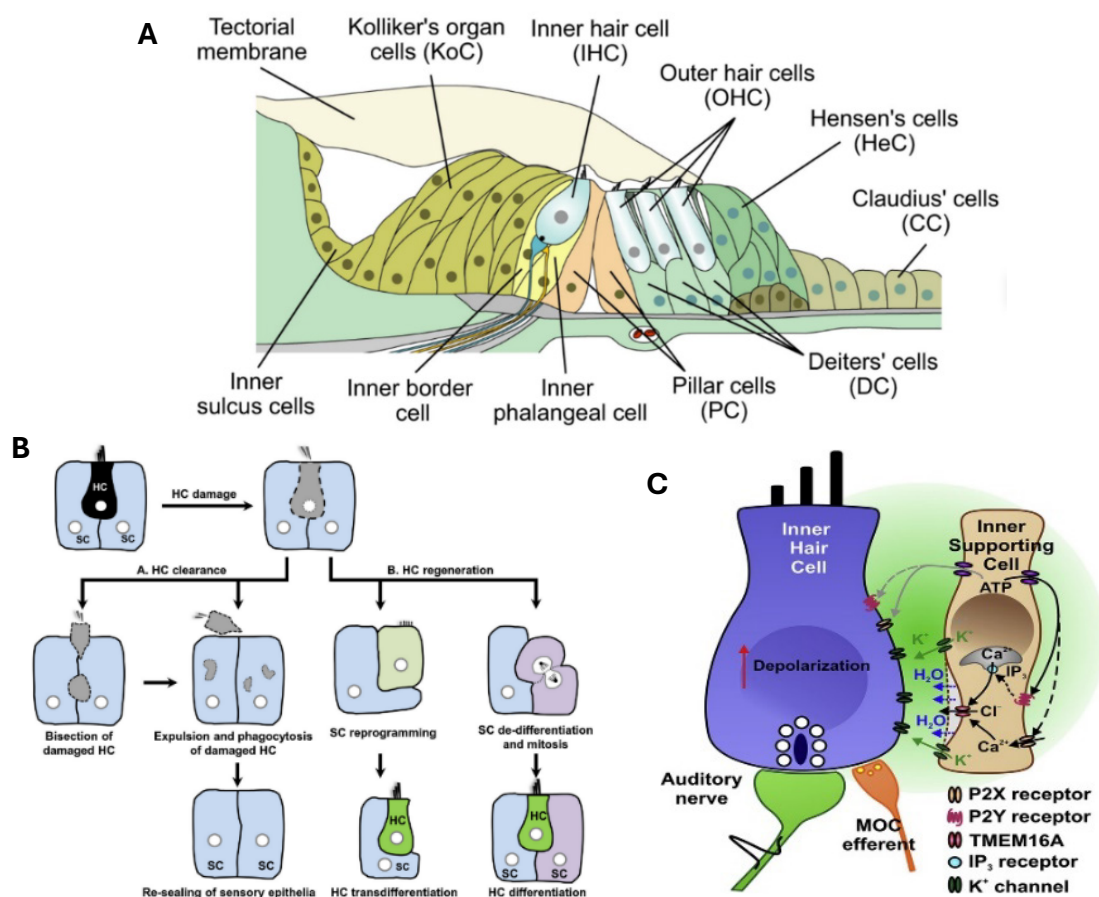 A
Tectorial
membrane
Kolliker's organ
cells (KoC)
Inner hair cell
(IHC)
Outer hair cells
(OHC)
Hensen's cells
(HeC)
Claudius' cells
(CC)
Inner
sulcus cells
Inner border
cell
Inner
phalangeal cell
Pillar cells
(PC)
Deiters' cells
(DC)
B
HC
SC
SC
HC damage
A. HC clearance
B. HC regeneration
Bisection of
damaged HC
Expulsion and phagocytosis
of damaged HC
SC reprogramming
SC de-differentiation
and mitosis
SC
SC
HC
SC
HC
SC
SC
Re-sealing of sensory epithelia
HC transdifferentiation
HC differentiation
C
Inner
Hair
Cell
Inner
Supporting
Cell
ATP
K⁺
K⁺
Ca²⁺
IP₃
Depolarization
H₂O
Cl⁻
H₂O
Ca²⁺
K⁺
Auditory
nerve
MOC
efferent
P2X receptor
P2Y receptor
TMEM16A
IP₃ receptor
K⁺ channel